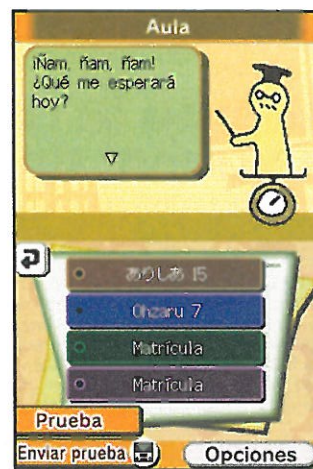 Aula
¡Ñam, ñam, ñam!
¿Qué me esperará
hoy?
ありしあ 15
Ohzaru 7
Matrícula
Matrícula
Prueba
Enviar prueba
Opciones